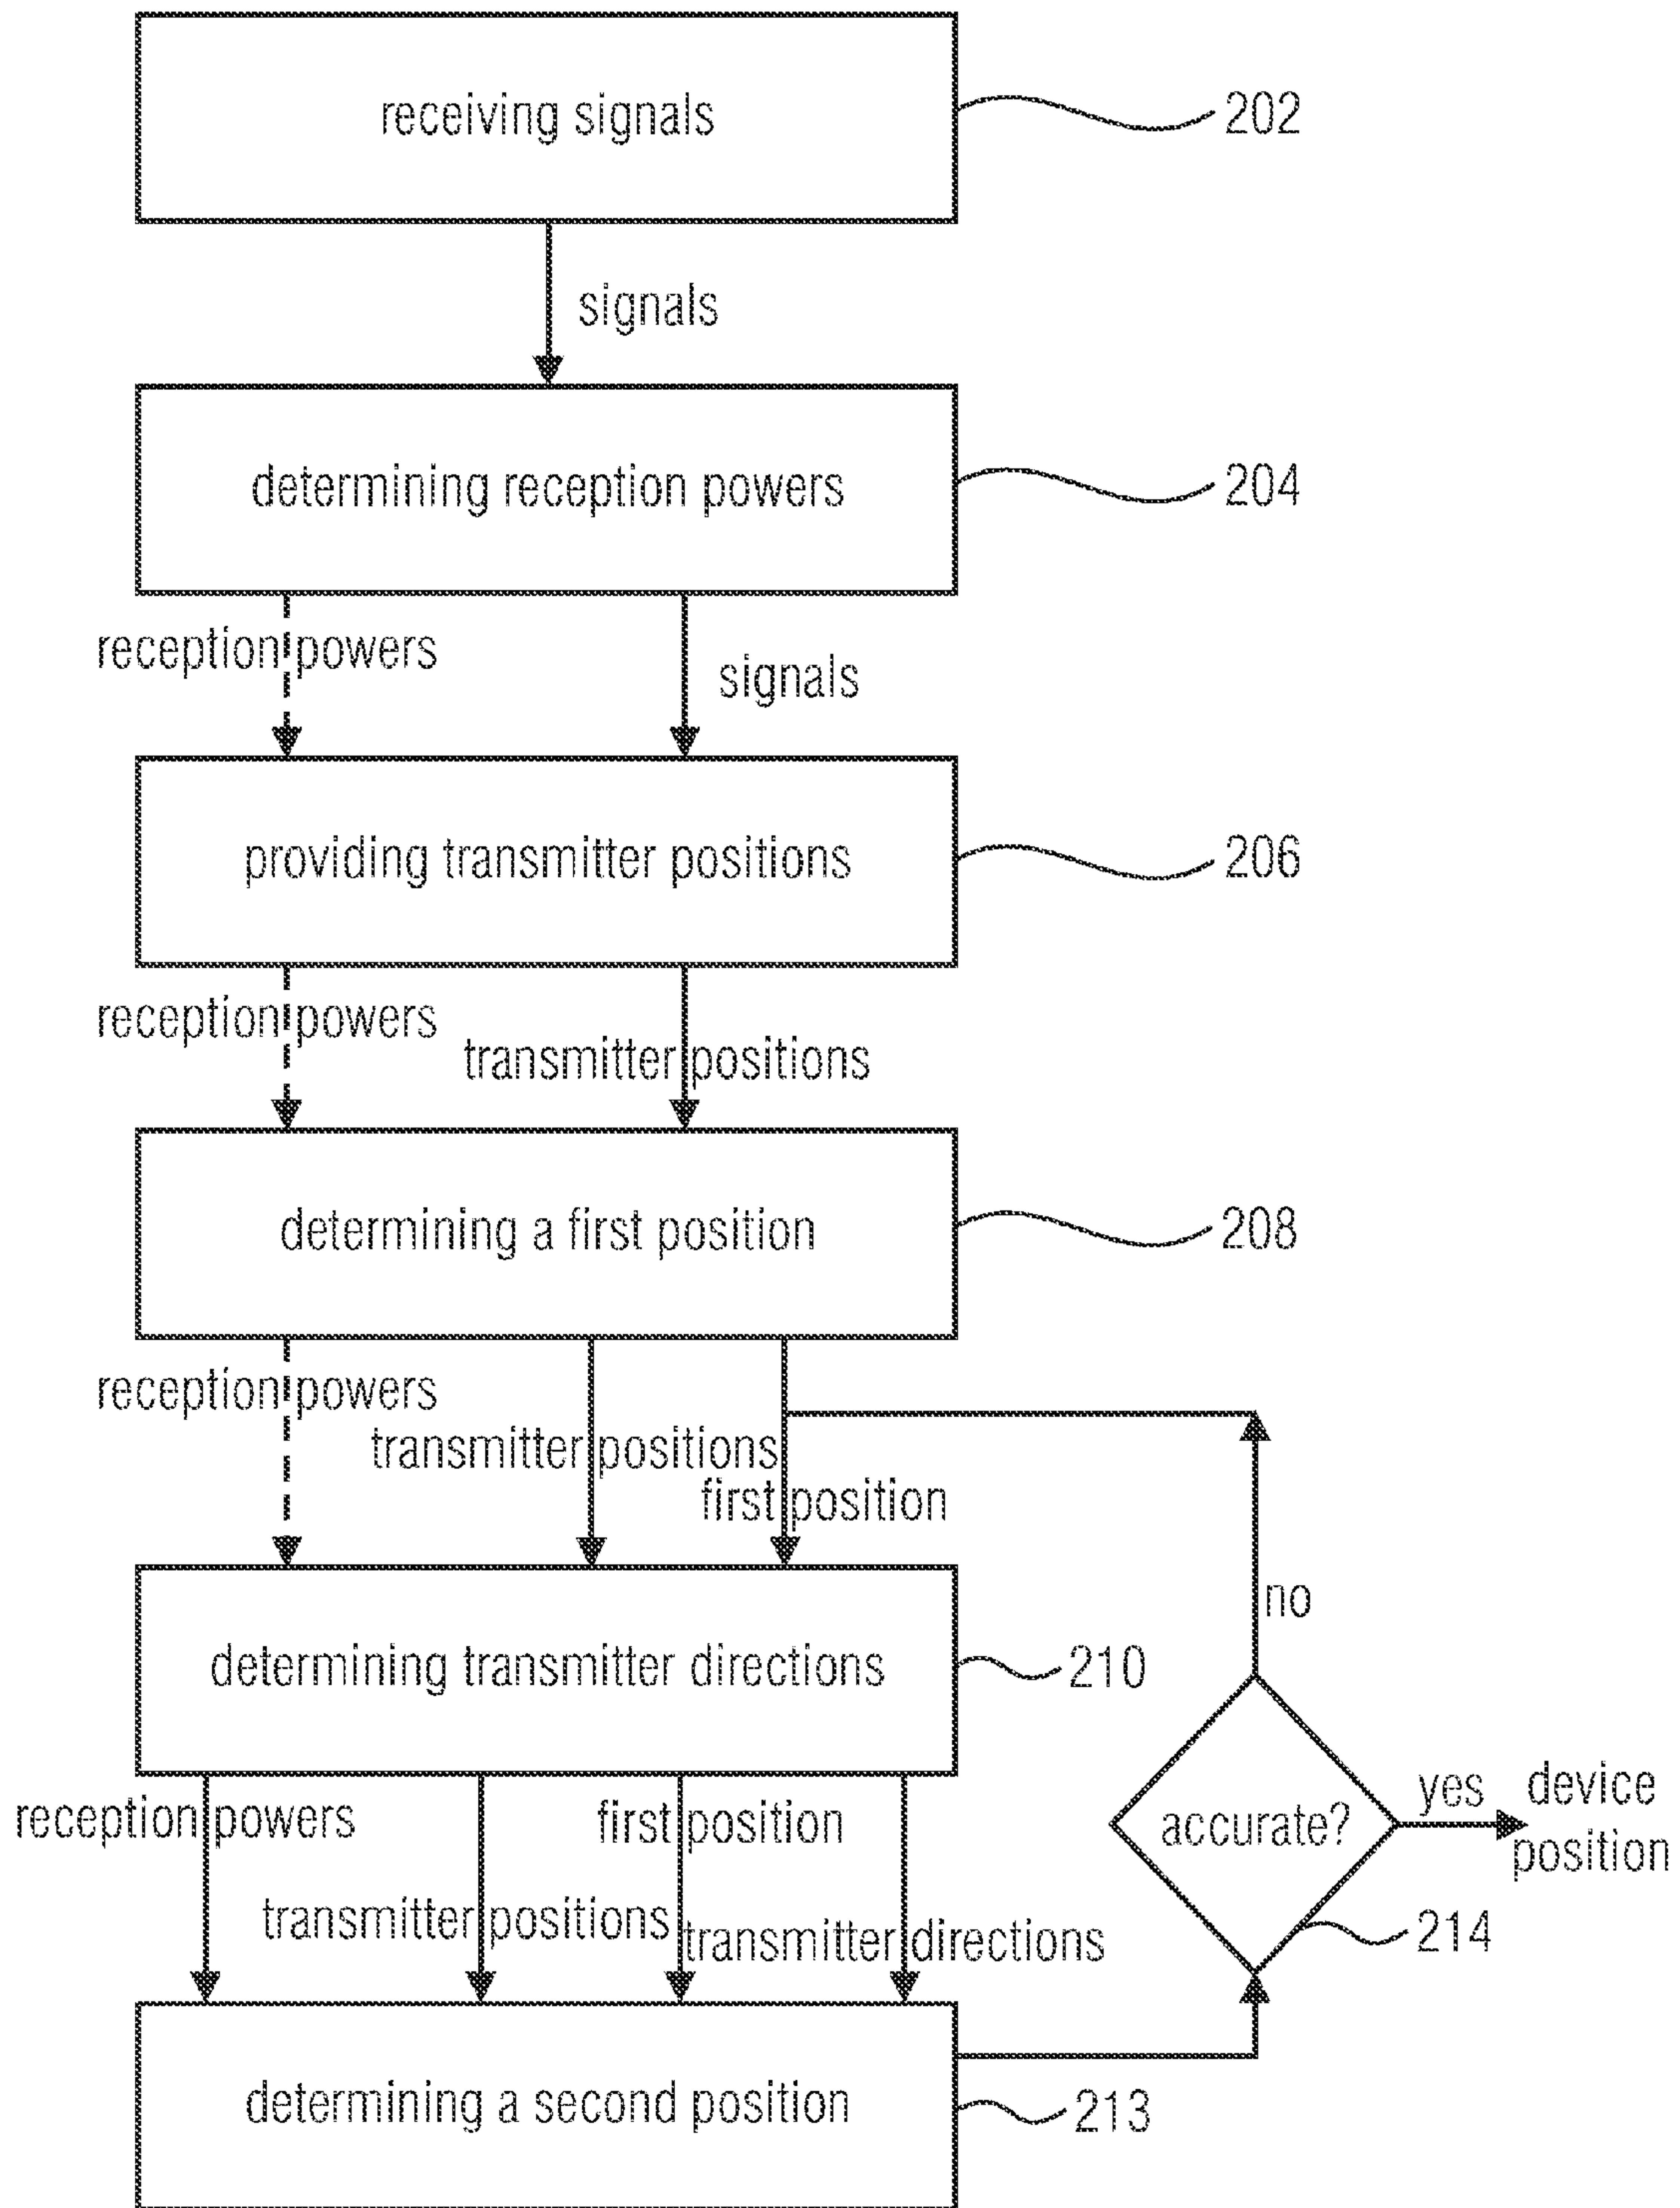 receiving signals
202
signals
determining reception powers
204
reception powers
signals
providing transmitter positions
206
reception powers
transmitter positions
determining a first position
208
reception powers
transmitter positions
first position
no
determining transmitter directions
210
accurate?
yes
device
position
reception powers
first position
transmitter positions
transmitter directions
214
determining a second position
213